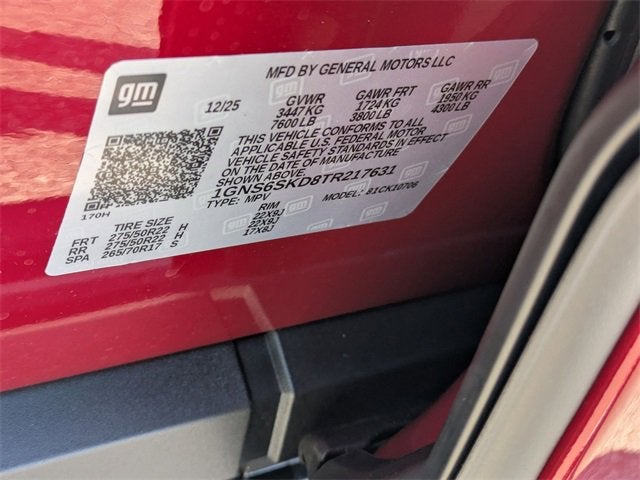 gm
MFD BY GENERAL MOTORS LLC
12/25 GVWR GAWR FRT GAWR RR
3447 KG 1724 KG 1950 KG
7600 LB 3800 LB 4300 LB
THIS VEHICLE CONFORMS TO ALL
APPLICABLE U.S. FEDERAL MOTOR
VEHICLE SAFETY STANDARDS IN EFFECT
ON THE DATE OF MANUFACTURE
SHOWN ABOVE.
1GNS6SKD8TR217631
TYPE: MPV MODEL: 81CK10706
170H
TIRE SIZE RIM
FRT 275/50R22 H 22X9J
RR 275/50R22 H 22X9J
SPA 265/70R17 S 17X8J